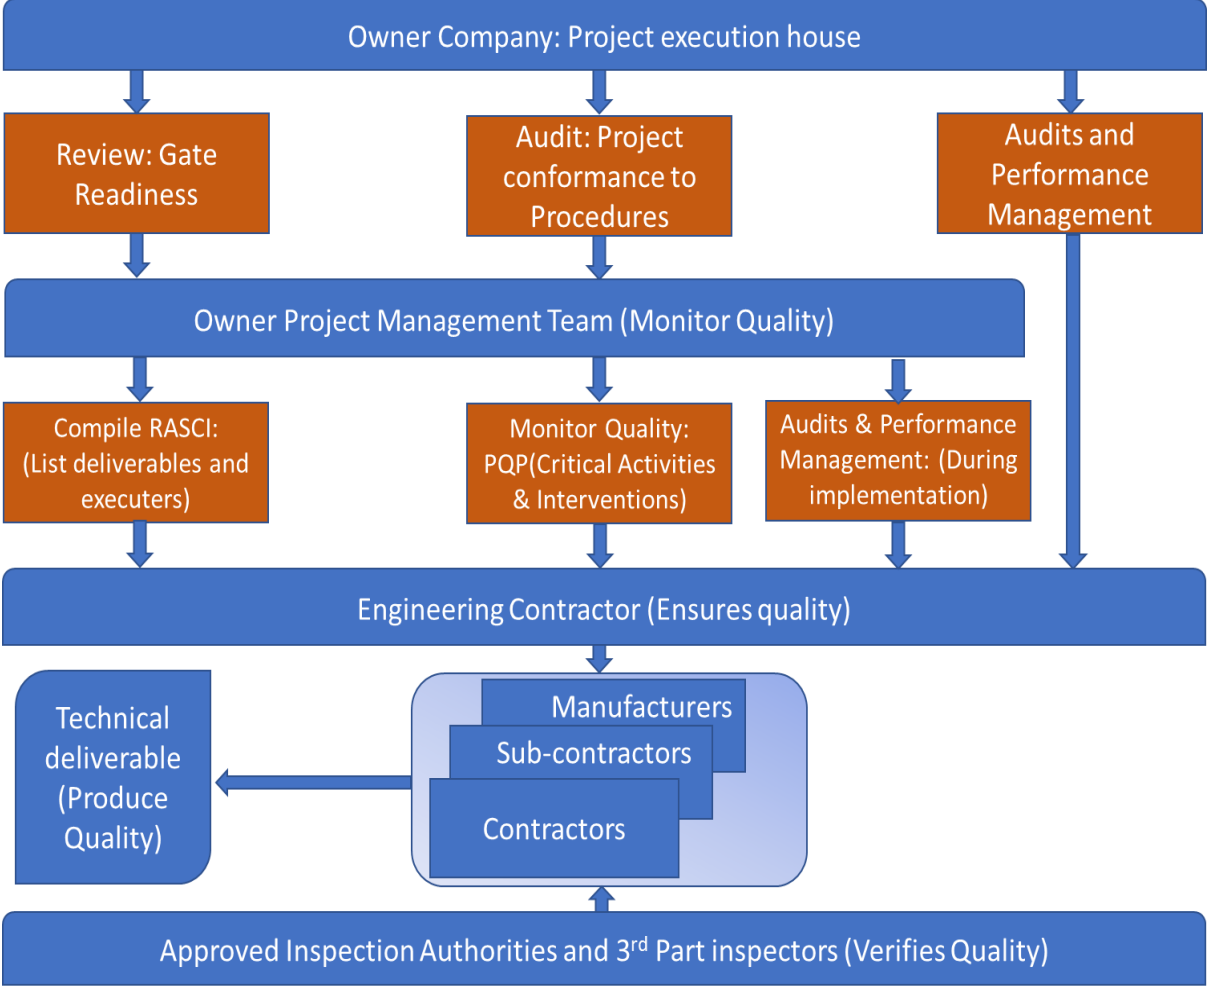 Owner Company: Project execution house
Review: Gate
Readiness
Audit: Project
conformance to
Procedures
Audits and
Performance
Management
Owner Project Management Team (Monitor Quality)
Compile RASCI:
(List deliverables and
executers)
Monitor Quality:
PQP(Critical Activities
& Interventions)
Audits & Performance
Management: (During
implementation)
Engineering Contractor (Ensures quality)
Technical
deliverable
(Produce
Quality)
Manufacturers
Sub-contractors
Contractors
Approved Inspection Authorities and 3rd Part inspectors (Verifies Quality)